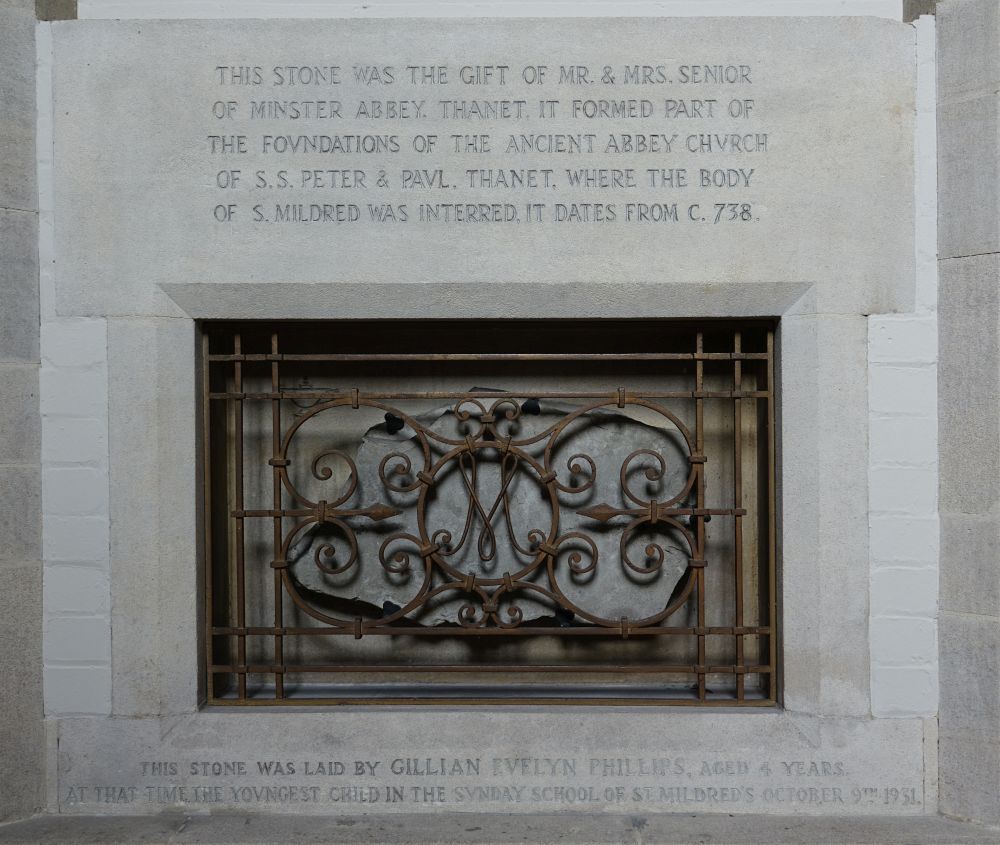 THIS STONE WAS THE GIFT OF MR. & MRS. SENIOR
OF MINSTER ABBEY, THANET. IT FORMED PART OF
THE FOVNDATIONS OF THE ANCIENT ABBEY CHVRCH
OF S.S. PETER & PAVL, THANET, WHERE THE BODY
OF S. MILDRED WAS INTERRED, IT DATES FROM C. 738.
THIS STONE WAS LAID BY GILLIAN EVELYN PHILLIPS, AGED 4 YEARS.
AT THAT TIME THE YOVNGEST CHILD IN THE SVNDAY SCHOOL OF ST. MILDRED'S OCTOBER 9TH 1931.